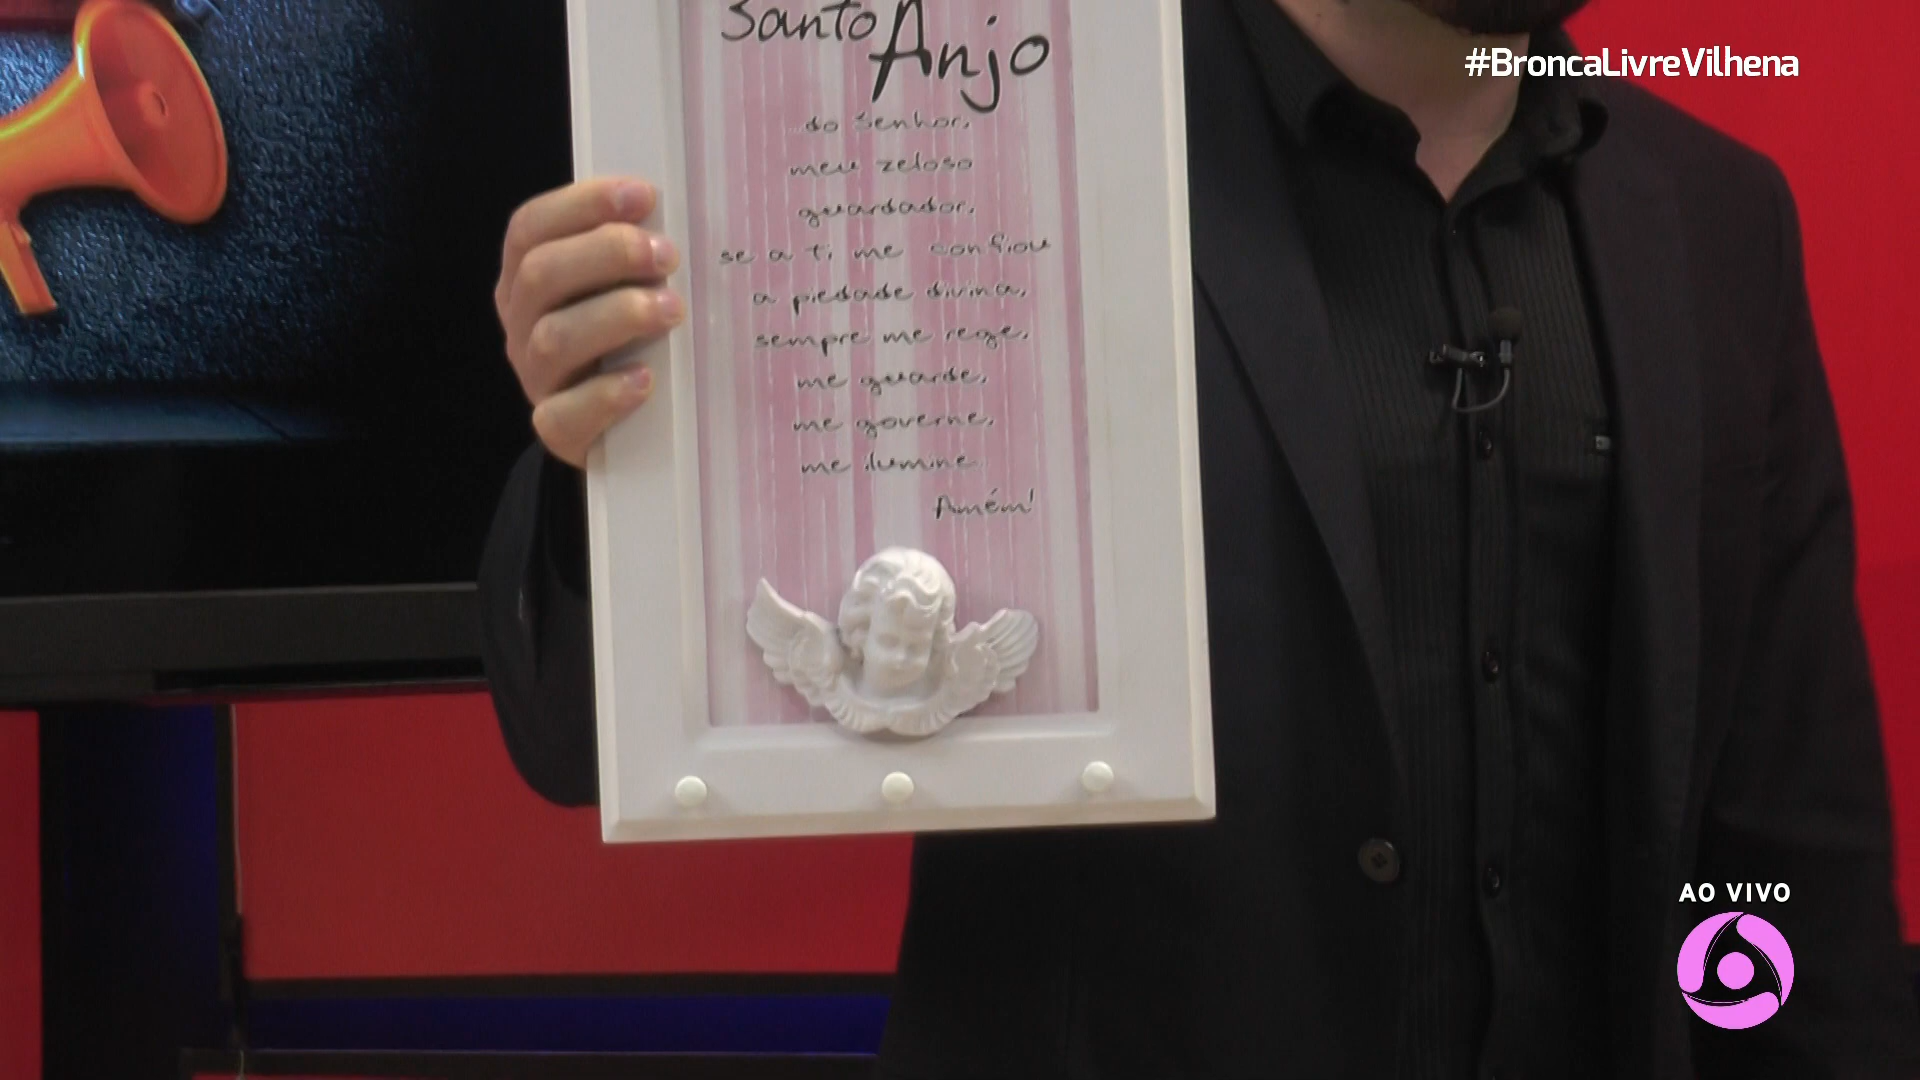 #BroncaLivreVilhena
Santo
Anjo
...do Senhor,
meu zeloso
guardador,
se a ti me confiou
a piedade divina,
sempre me rege,
me guarde,
me governe,
me ilumine.
Amém!
AO VIVO